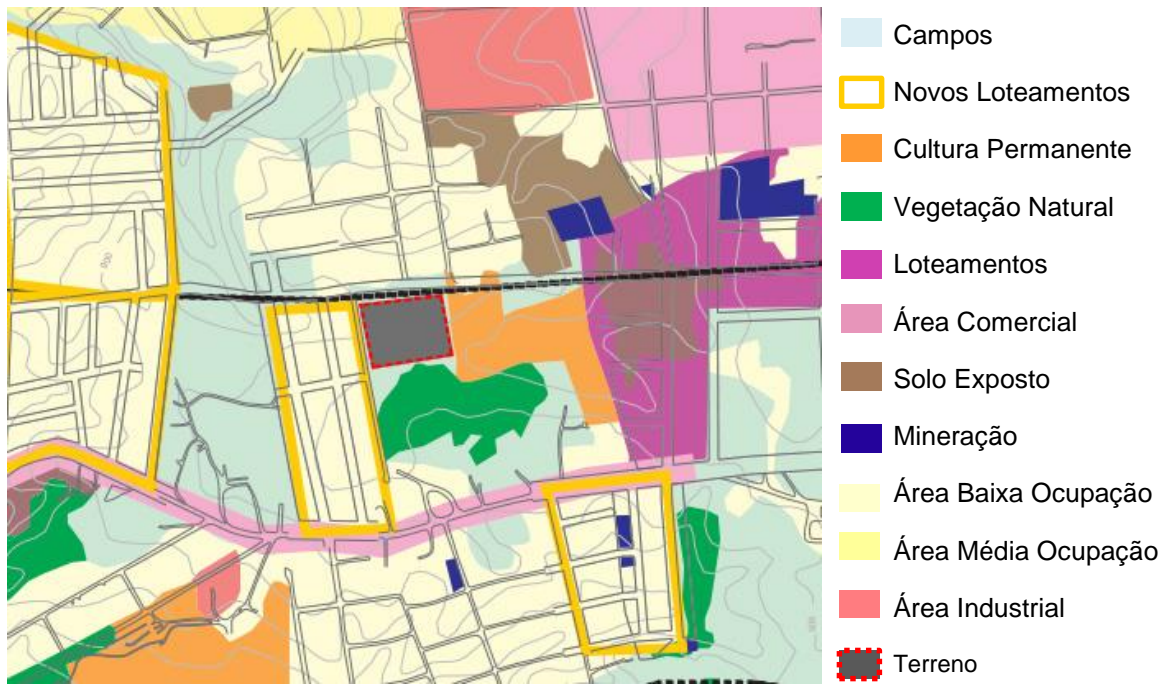 Campos
Novos Loteamentos
Cultura Permanente
Vegetação Natural
Loteamentos
Área Comercial
Solo Exposto
Mineração
Área Baixa Ocupação
Área Média Ocupação
Área Industrial
Terreno